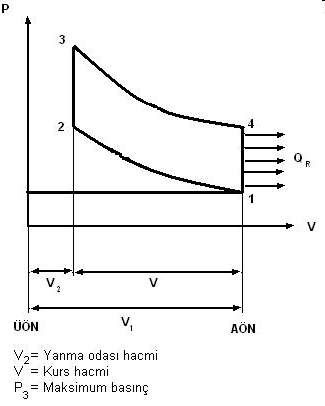 P
3
2
4
Q R
1
V
V2
V
V1
ÜÖN
AÖN
V2= Yanma odası hacmi
V = Kurs hacmi
P3= Maksimum basınç